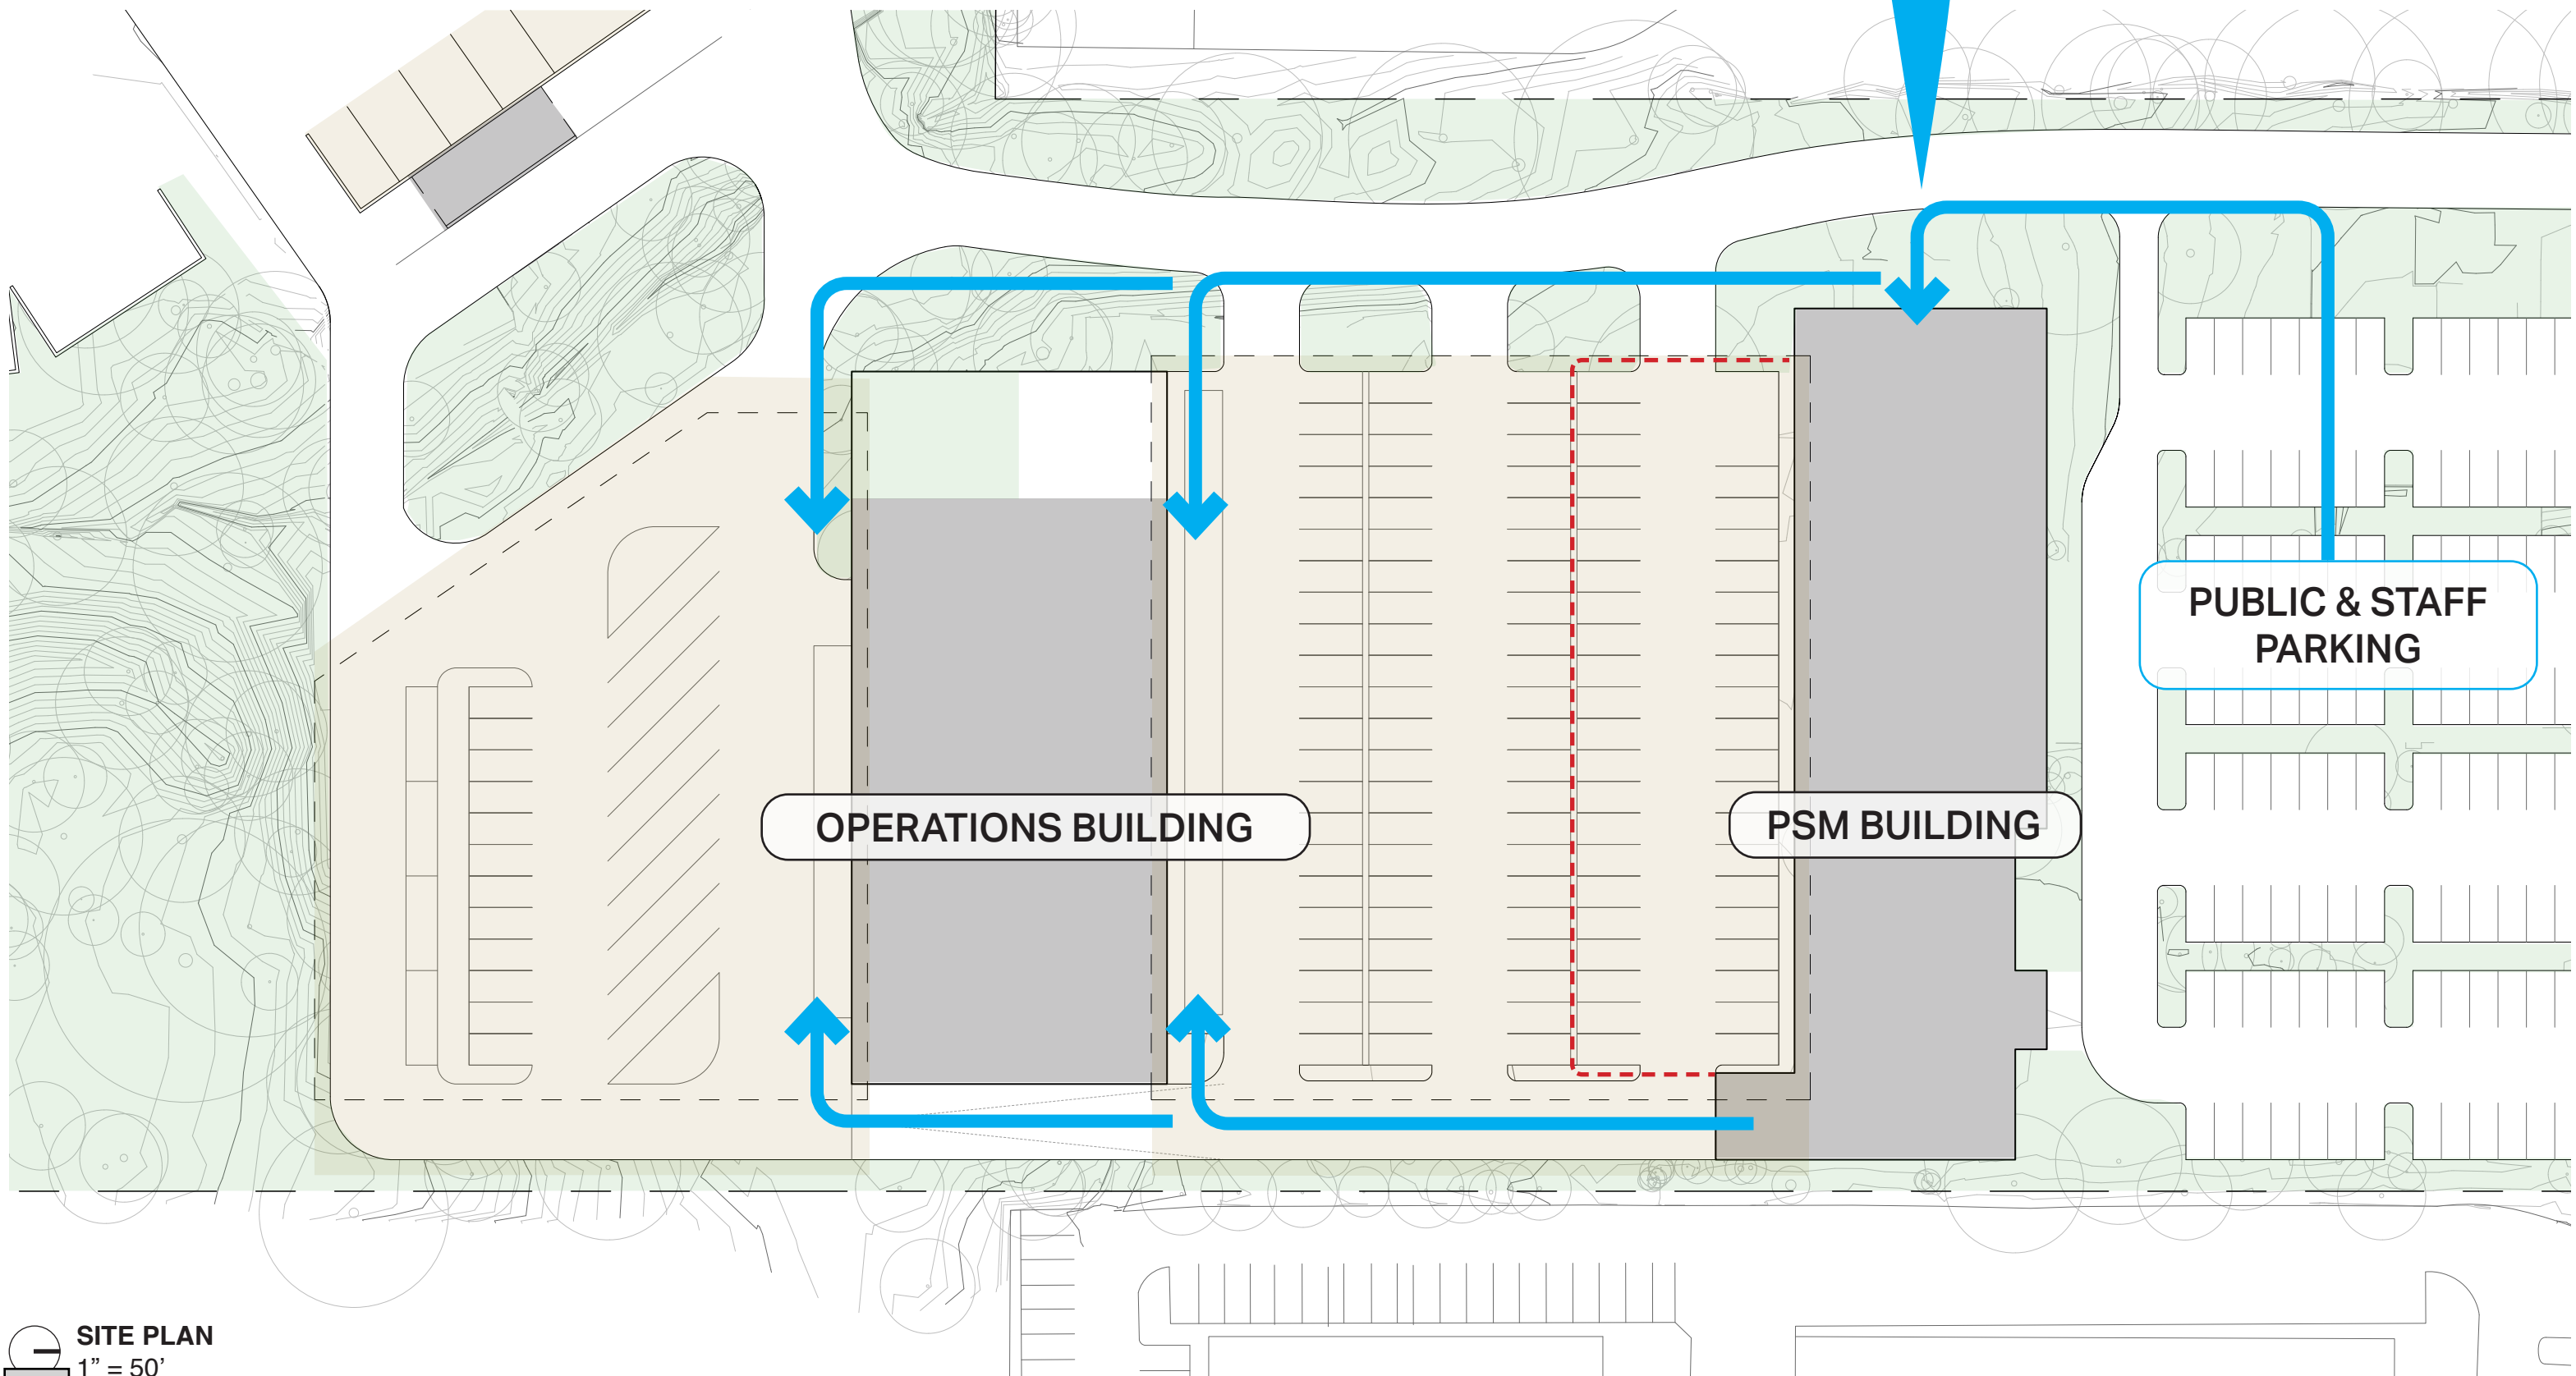 PUBLIC & STAFF
PARKING
OPERATIONS BUILDING
PSM BUILDING
SITE PLAN
1” = 50’